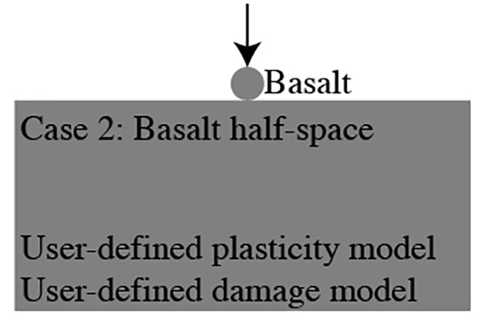 Basalt
Case 2: Basalt half-space
User-defined plasticity model
User-defined damage model